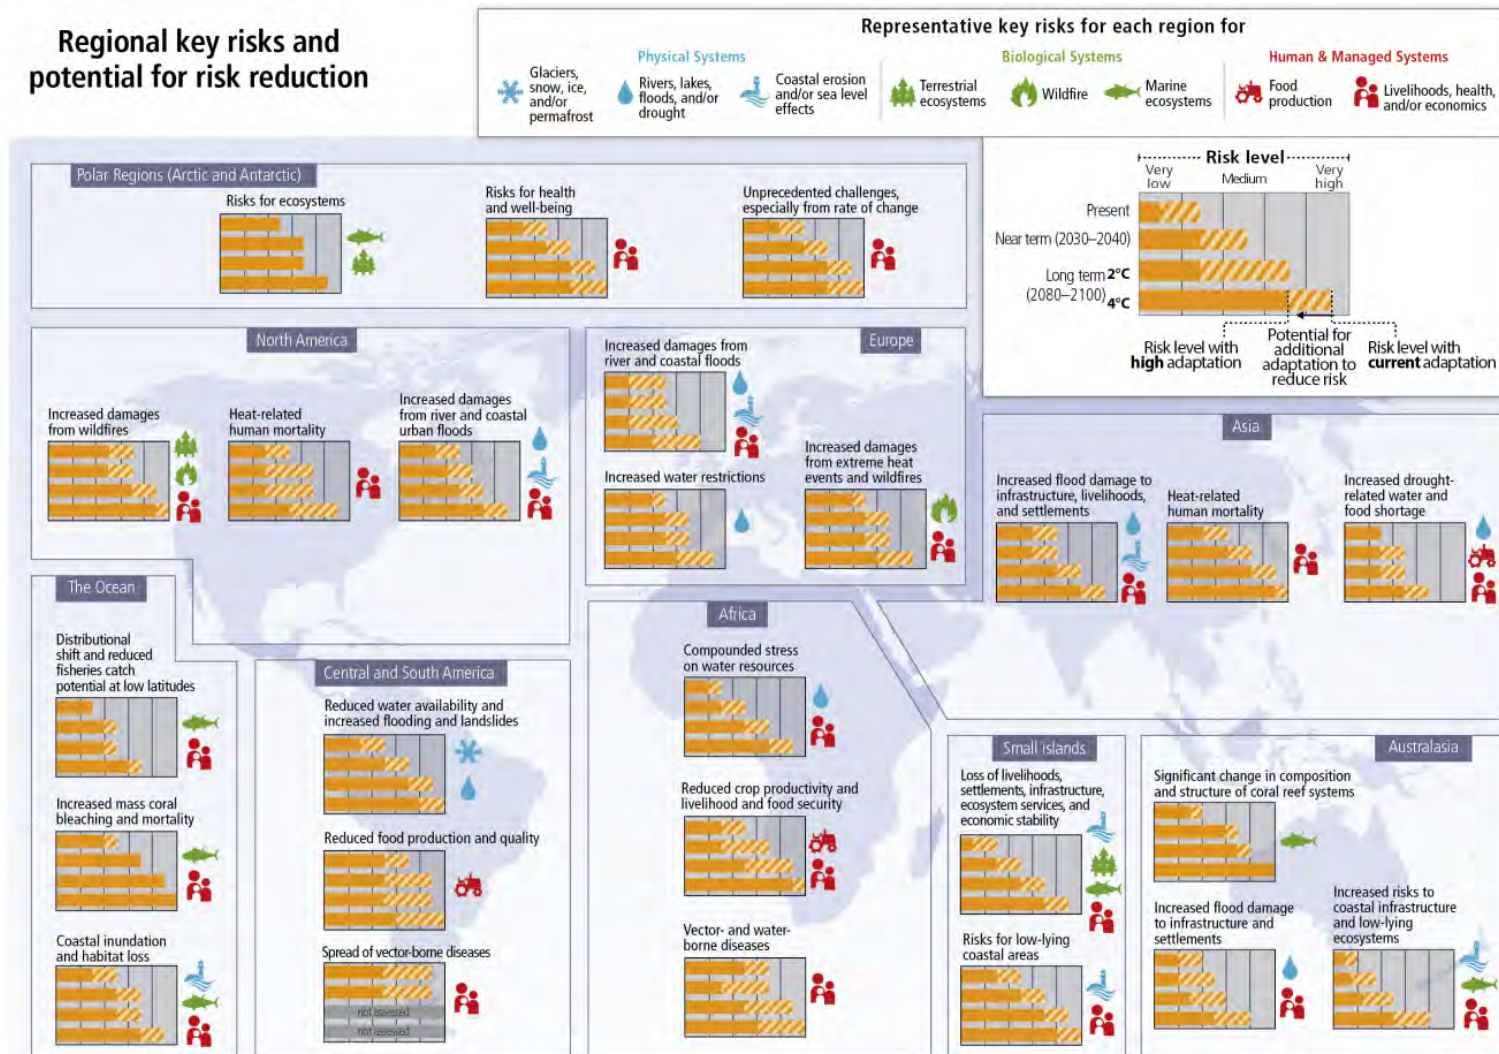 Regional key risks and
potential for risk reduction
Representative key risks for each region for
Physical Systems
Biological Systems
Human & Managed Systems
Glaciers,
snow, ice,
and/or
permafrost
Rivers, lakes,
floods, and/or
drought
Coastal erosion
and/or sea level
effects
Terrestrial
ecosystems
Wildfire
Marine
ecosystems
Food
production
Livelihoods, health,
and/or economics
Risk level
Very
low
Medium
Very
high
Present
Near term (2030–2040)
Long term
(2080–2100)
2°C
4°C
Risk level with
high adaptation
Potential for
additional
adaptation to
reduce risk
Risk level with
current adaptation
Polar Regions (Arctic and Antarctic)
Risks for ecosystems
Risks for health
and well-being
Unprecedented challenges,
especially from rate of change
North America
Increased damages
from wildfires
Heat-related
human mortality
Increased damages
from river and coastal
urban floods
Europe
Increased damages from
river and coastal floods
Increased water restrictions
Increased damages
from extreme heat
events and wildfires
Asia
Increased flood damage to
infrastructure, livelihoods,
and settlements
Heat-related
human mortality
Increased drought-
related water and
food shortage
The Ocean
Distributional
shift and reduced
fisheries catch
potential at low latitudes
Increased mass coral
bleaching and mortality
Coastal inundation
and habitat loss
Central and South America
Reduced water availability and
increased flooding and landslides
Reduced food production and quality
Spread of vector-borne diseases
not assessed
not assessed
Africa
Compounded stress
on water resources
Reduced crop productivity and
livelihood and food security
Vector- and water-
borne diseases
Small islands
Loss of livelihoods,
settlements, infrastructure,
ecosystem services, and
economic stability
Risks for low-lying
coastal areas
Australasia
Significant change in composition
and structure of coral reef systems
Increased flood damage
to infrastructure and
settlements
Increased risks to
coastal infrastructure
and low-lying
ecosystems